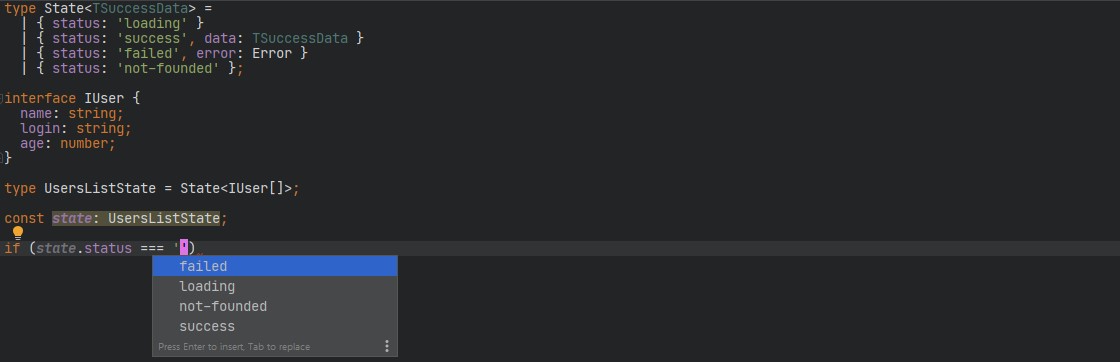 type State<TSuccessData> =
  | { status: 'loading' }
  | { status: 'success', data: TSuccessData }
  | { status: 'failed', error: Error }
  | { status: 'not-founded' };
interface IUser {
  name: string;
  login: string;
  age: number;
}
type UsersListState = State<IUser[]>;
const state: UsersListState;
if (state.status === '')
failed
loading
not-founded
success
Press Enter to insert, Tab to replace